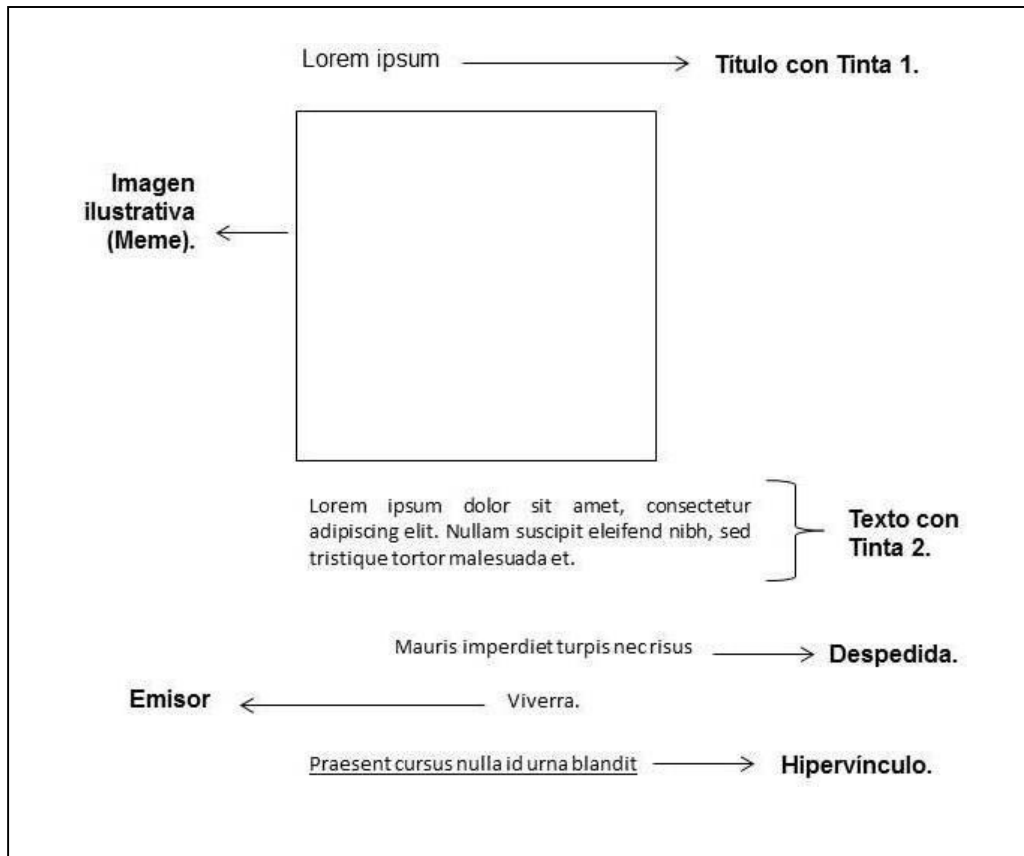 Lorem ipsum
Título con Tinta 1.
Imagen
ilustrativa
(Meme).
Lorem ipsum dolor sit amet, consectetur
adipiscing elit. Nullam suscipit eleifend nibh, sed
tristique tortor malesuada et.
Texto con
Tinta 2.
Mauris imperdiet turpis nec risus
Despedida.
Emisor
Viverra.
Praesent cursus nulla id urna blandit
Hipervínculo.